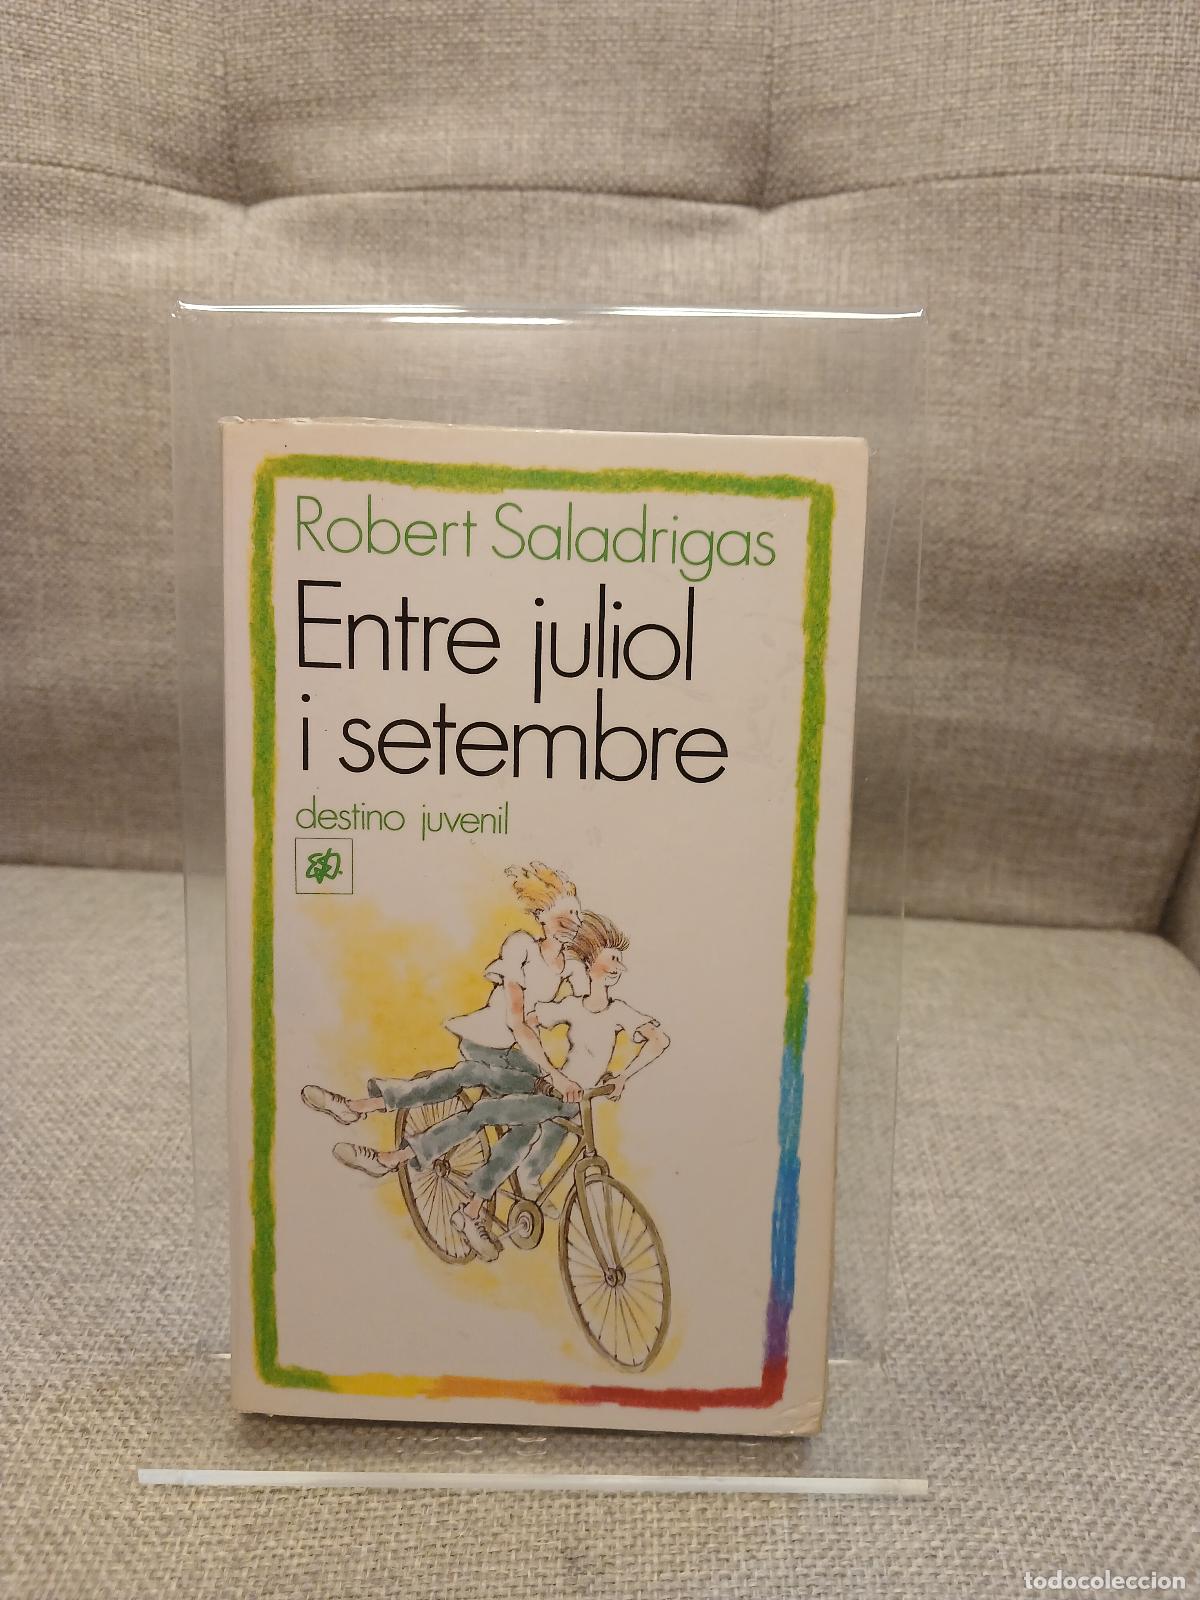 Robert Saladrigas
Entre juliol
i setembre
destino juvenil
todocoleccion